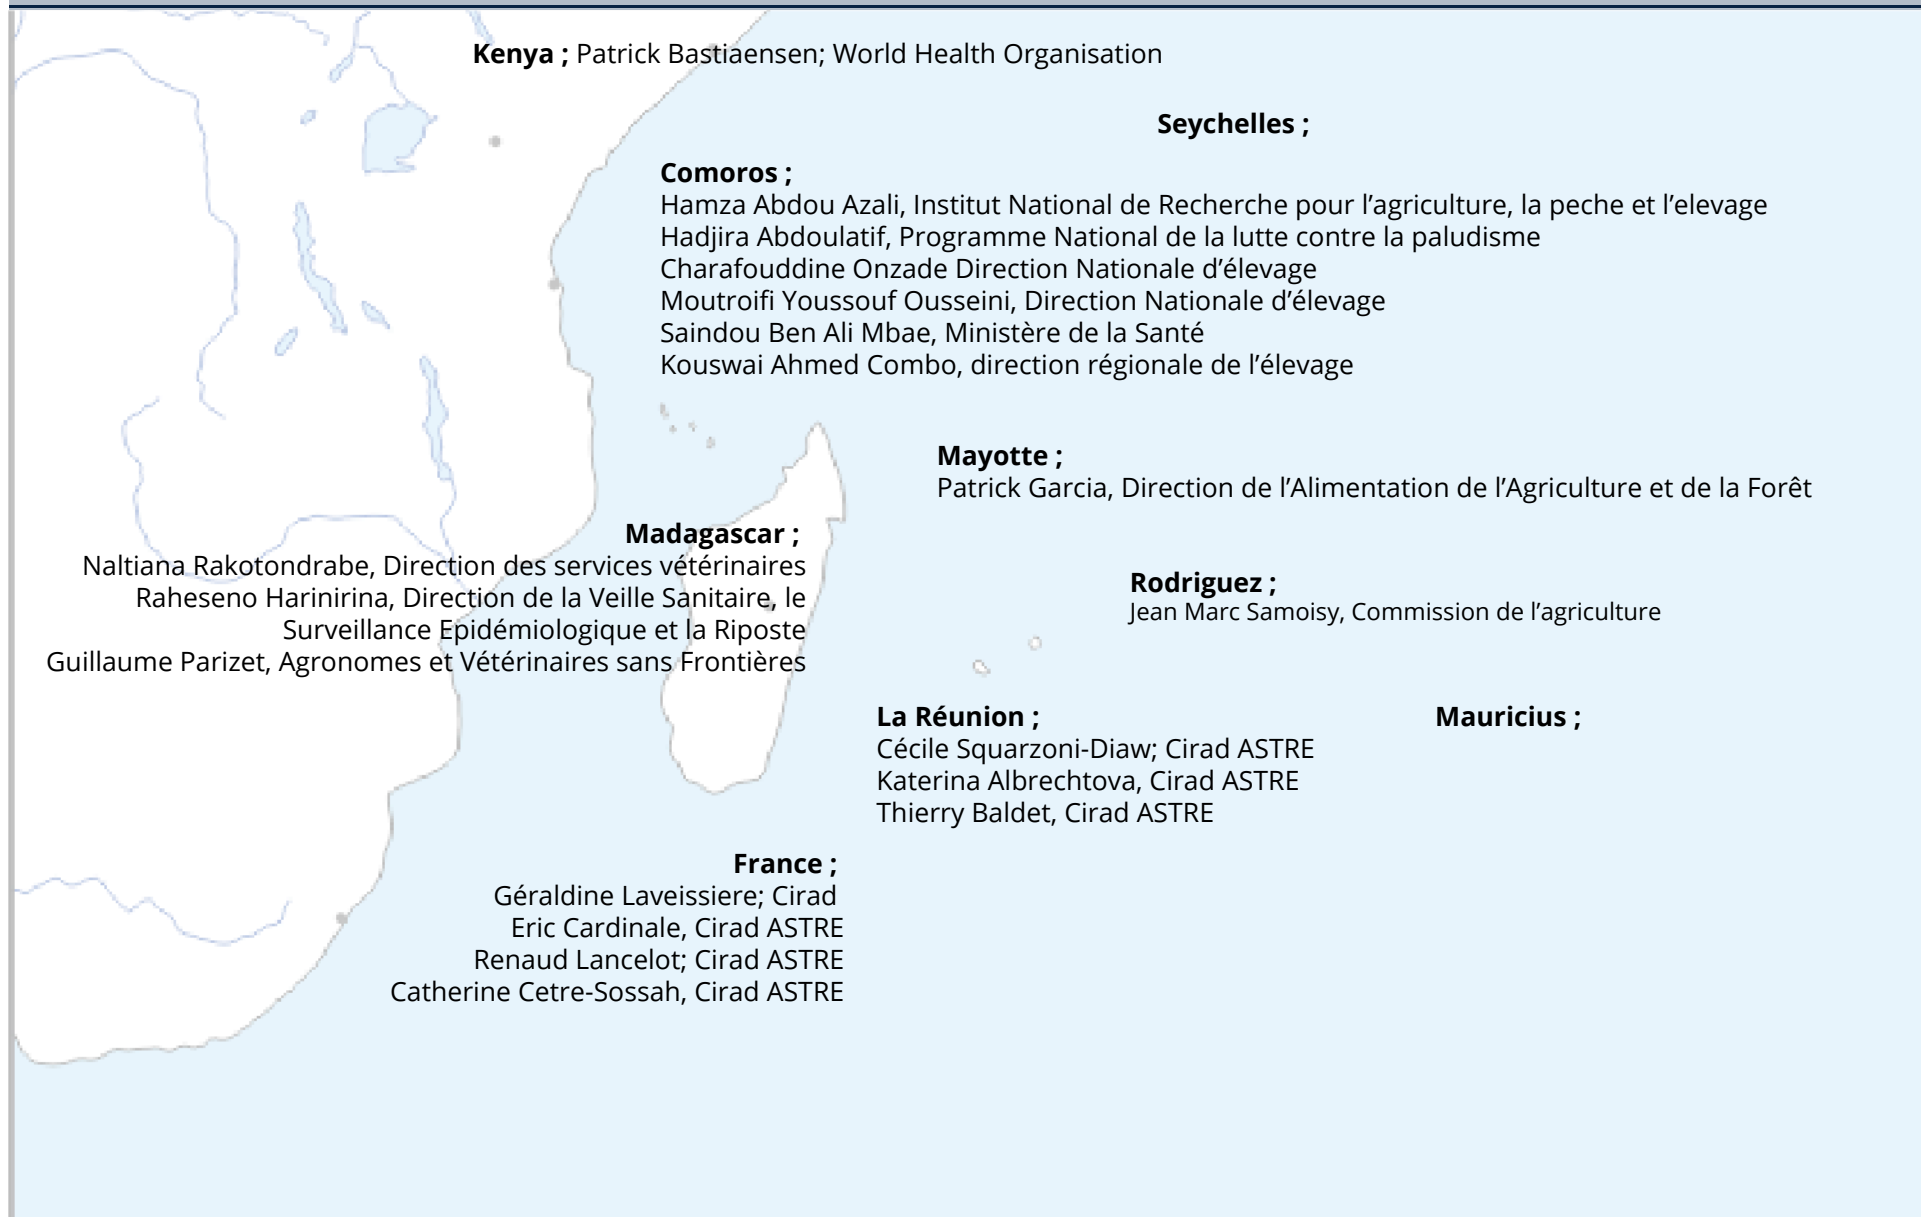 Kenya ; Patrick Bastiaensen; World Health Organisation
Seychelles ;
Comoros ;
Hamza Abdou Azali, Institut National de Recherche pour l’agriculture, la peche et l’elevage
Hadjira Abdoulatif, Programme National de la lutte contre la paludisme
Charafouddine Onzade Direction Nationale d’élevage
Moutroifi Youssouf Ousseini, Direction Nationale d’élevage
Saindou Ben Ali Mbae, Ministère de la Santé
Kouswai Ahmed Combo, direction régionale de l’élevage
Mayotte ;
Patrick Garcia, Direction de l’Alimentation de l’Agriculture et de la Forêt
Madagascar ;
Naltiana Rakotondrabe, Direction des services vétérinaires
Raheseno Harinirina, Direction de la Veille Sanitaire, le
Surveillance Epidémiologique et la Riposte
Guillaume Parizet, Agronomes et Vétérinaires sans Frontières
Rodriguez ;
Jean Marc Samoisy, Commission de l’agriculture
La Réunion ;
Cécile Squarzoni-Diaw; Cirad ASTRE
Katerina Albrechtova, Cirad ASTRE
Thierry Baldet, Cirad ASTRE
Mauricius ;
France ;
Géraldine Laveissiere; Cirad
Eric Cardinale, Cirad ASTRE
Renaud Lancelot; Cirad ASTRE
Catherine Cetre-Sossah, Cirad ASTRE